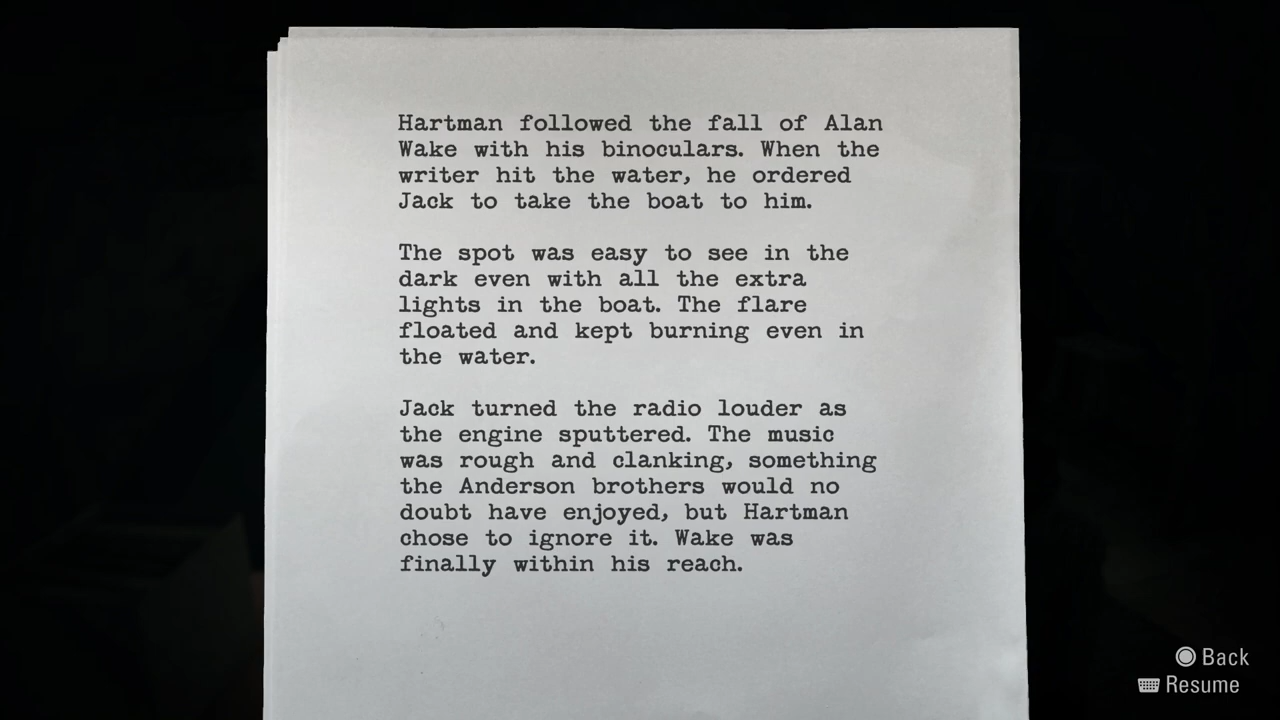 Hartman followed the fall of Alan
Wake with his binoculars. When the
writer hit the water, he ordered
Jack to take the boat to him.
The spot was easy to see in the
dark even with all the extra
lights in the boat. The flare
floated and kept burning even in
the water.
Jack turned the radio louder as
the engine sputtered. The music
was rough and clanking, something
the Anderson brothers would no
doubt have enjoyed, but Hartman
chose to ignore it. Wake was
finally within his reach.
Back
Resume